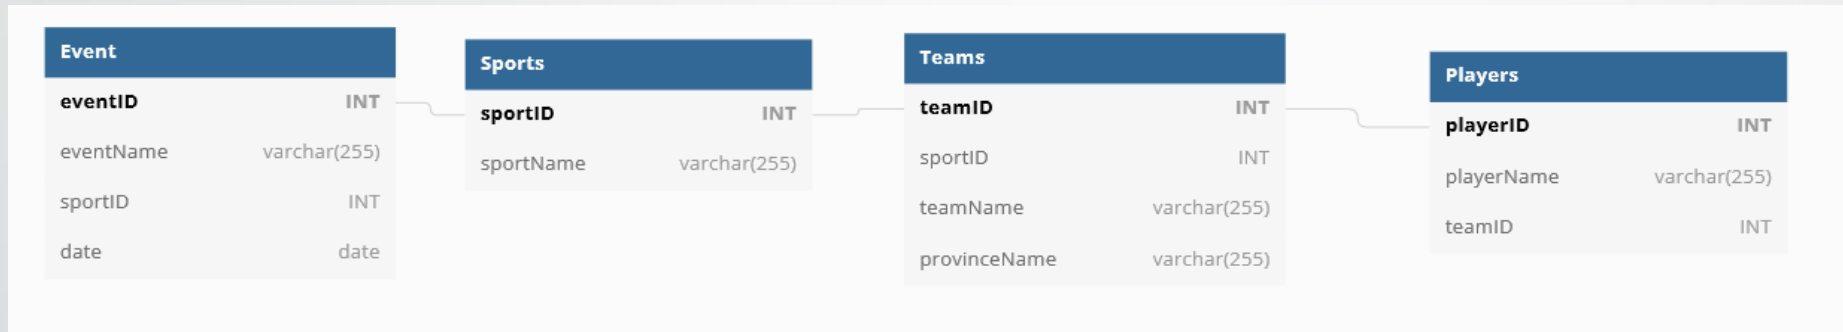 Event
eventID INT
eventName varchar(255)
sportID INT
date date
Sports
sportID INT
sportName varchar(255)
Teams
teamID INT
sportID INT
teamName varchar(255)
provinceName varchar(255)
Players
playerID INT
playerName varchar(255)
teamID INT